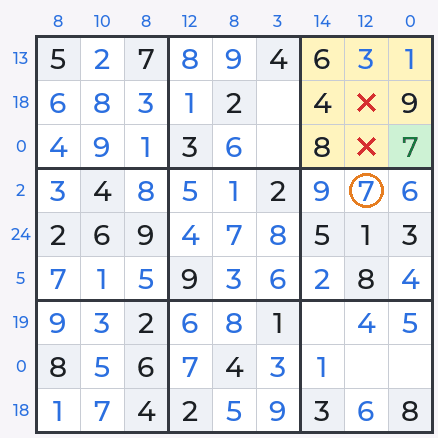 8 10 8 12 8 3 14 12 0
13 5 2 7 8 9 4 6 3 1
18 6 8 3 1 2 4 9
0 4 9 1 3 6 8 7
2 3 4 8 5 1 2 9 7 6
24 2 6 9 4 7 8 5 1 3
5 7 1 5 9 3 6 2 8 4
19 9 3 2 6 8 1 4 5
0 8 5 6 7 4 3 1
18 1 7 4 2 5 9 3 6 8